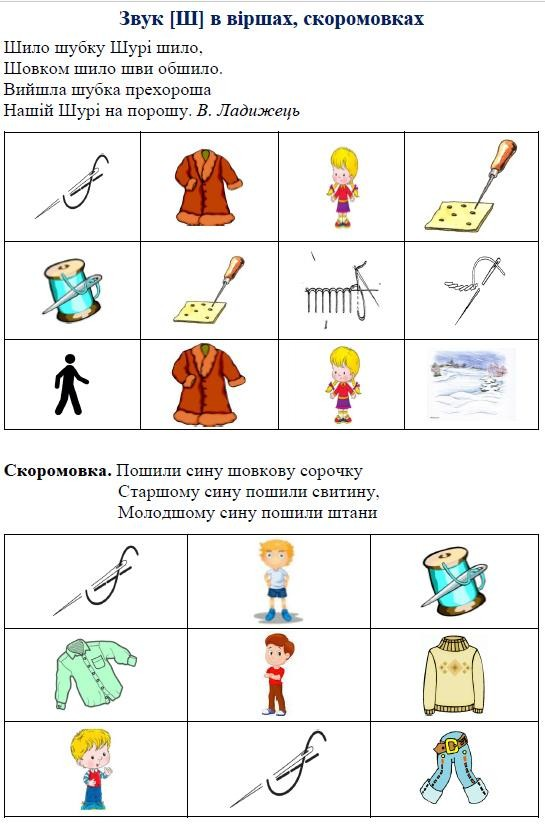 Звук [Ш] в віршах, скоромовках
Шило шубку Шурі шило,
Шовком шило шви обшило.
Вийшла шубка прехороша
Нашій Шурі на порошу. В. Ладижець
Скоромовка. Пошили сину шовкову сорочку
Старшому сину пошили свитину,
Молодшому сину пошили штани